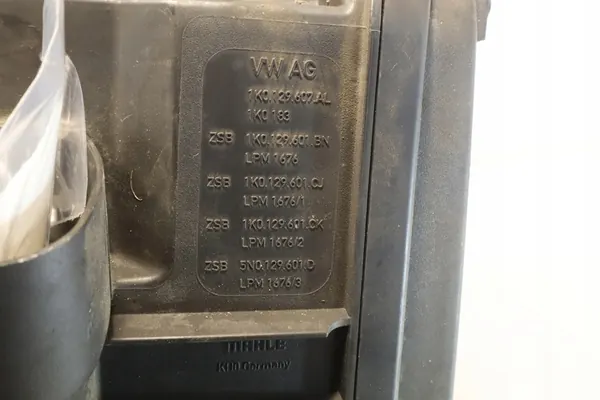 VW AG
1K0.129.607.AL
1K0 183
ZSB 1K0.129.601.BN
LPM 1676
ZSB 1K0.129.601.CJ
LPM 1676/1
ZSB 1K0.129.601.CK
LPM 1676/2
ZSB 5N0.129.601.D
LPM 1676/3
MAHLE
Germany